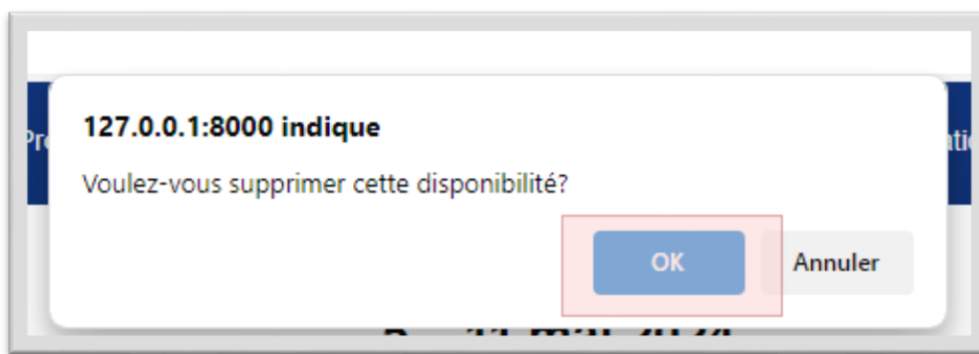 127.0.0.1:8000 indique
Voulez-vous supprimer cette disponibilité?
OK
Annuler